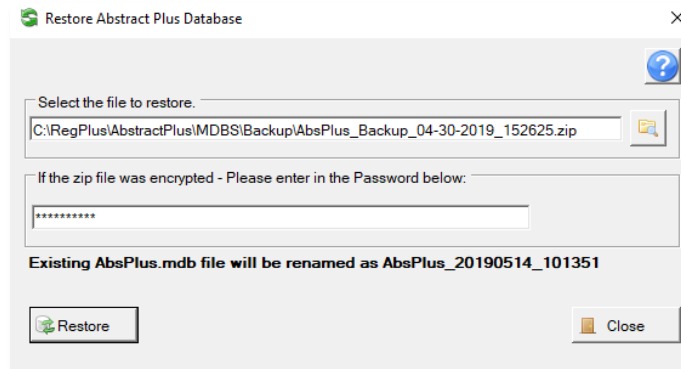 Restore Abstract Plus Database
Select the file to restore.
C:\RegPlus\AbstractPlus\MDBS\Backup\AbsPlus_Backup_04-30-2019_152625.zip
If the zip file was encrypted - Please enter in the Password below:
**********
Existing AbsPlus.mdb file will be renamed as AbsPlus_20190514_101351
Restore
Close